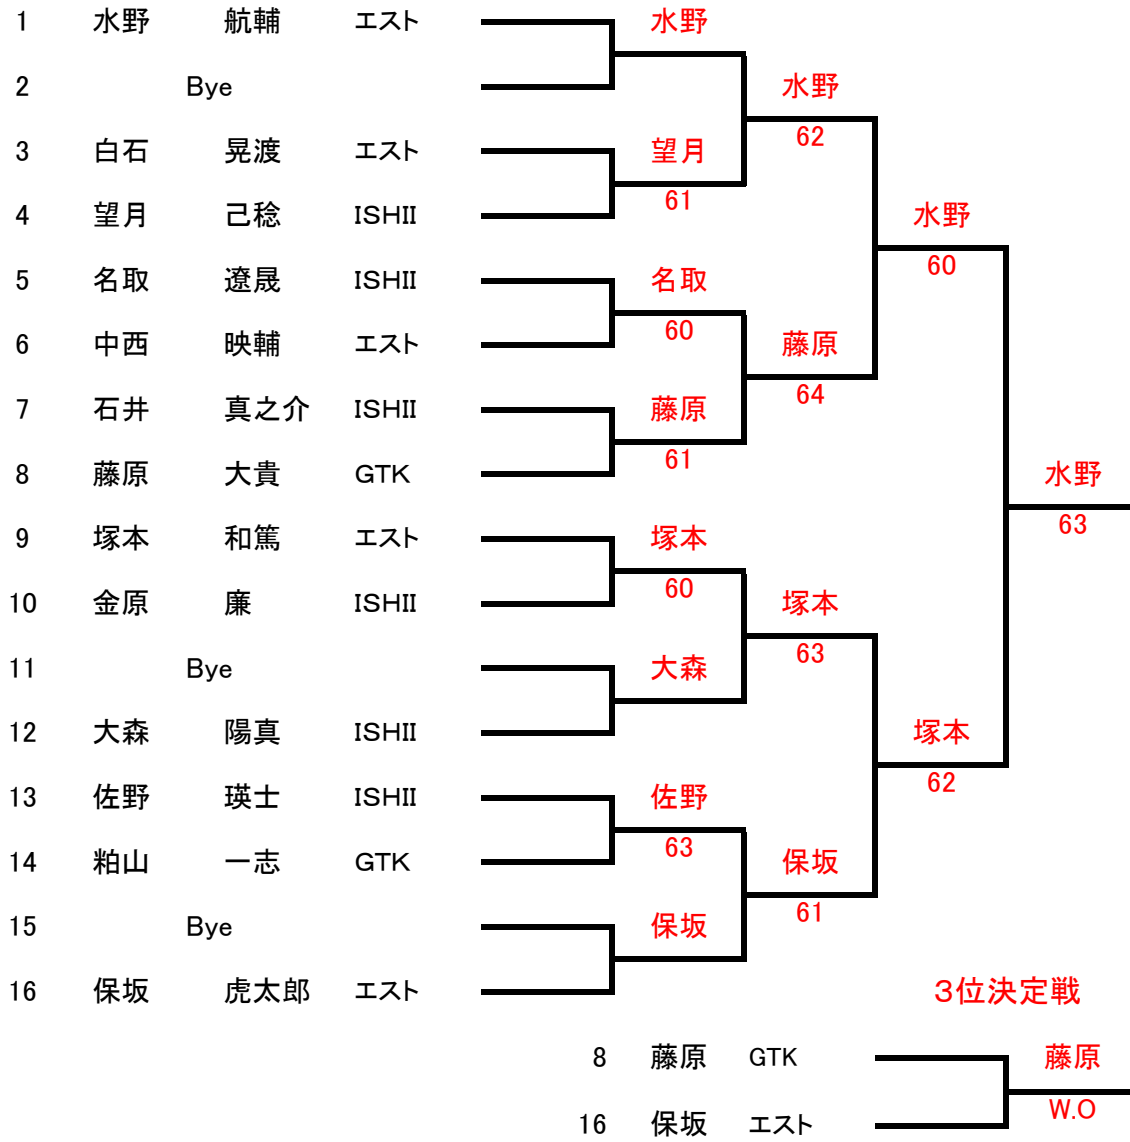 1 水野 航輔 エスト 水野
2 Bye 水野
62
3 白石 晃渡 エスト 望月
61
4 望月 己稔 ISHII 水野
60
5 名取 遼晟 ISHII 名取
60
6 中西 映輔 エスト 藤原
64
7 石井 真之介 ISHII 藤原
61
8 藤原 大貴 GTK 水野
63
9 塚本 和篤 エスト 塚本
60
10 金原 廉 ISHII 塚本
63
11 Bye 大森
12 大森 陽真 ISHII 塚本
62
13 佐野 瑛士 ISHII 佐野
63
14 粕山 一志 GTK 保坂
61
15 Bye 保坂
16 保坂 虎太郎 エスト 3位決定戦
8 藤原 GTK 藤原
W.O
16 保坂 エスト